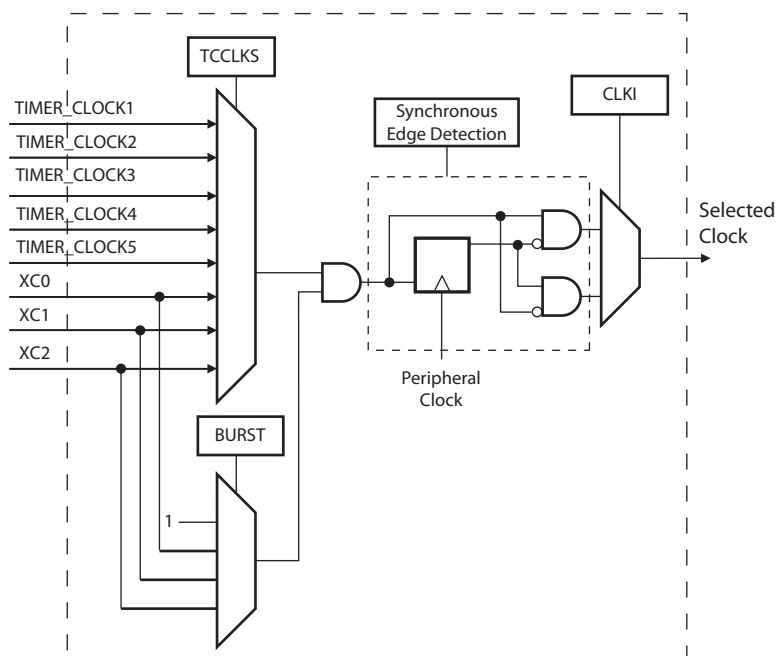 TCCLKS
TIMER_CLOCK1
TIMER_CLOCK2
TIMER_CLOCK3
TIMER_CLOCK4
TIMER_CLOCK5
XC0
XC1
XC2
Synchronous
Edge Detection
CLKI
Selected
Clock
Peripheral
Clock
BURST
1